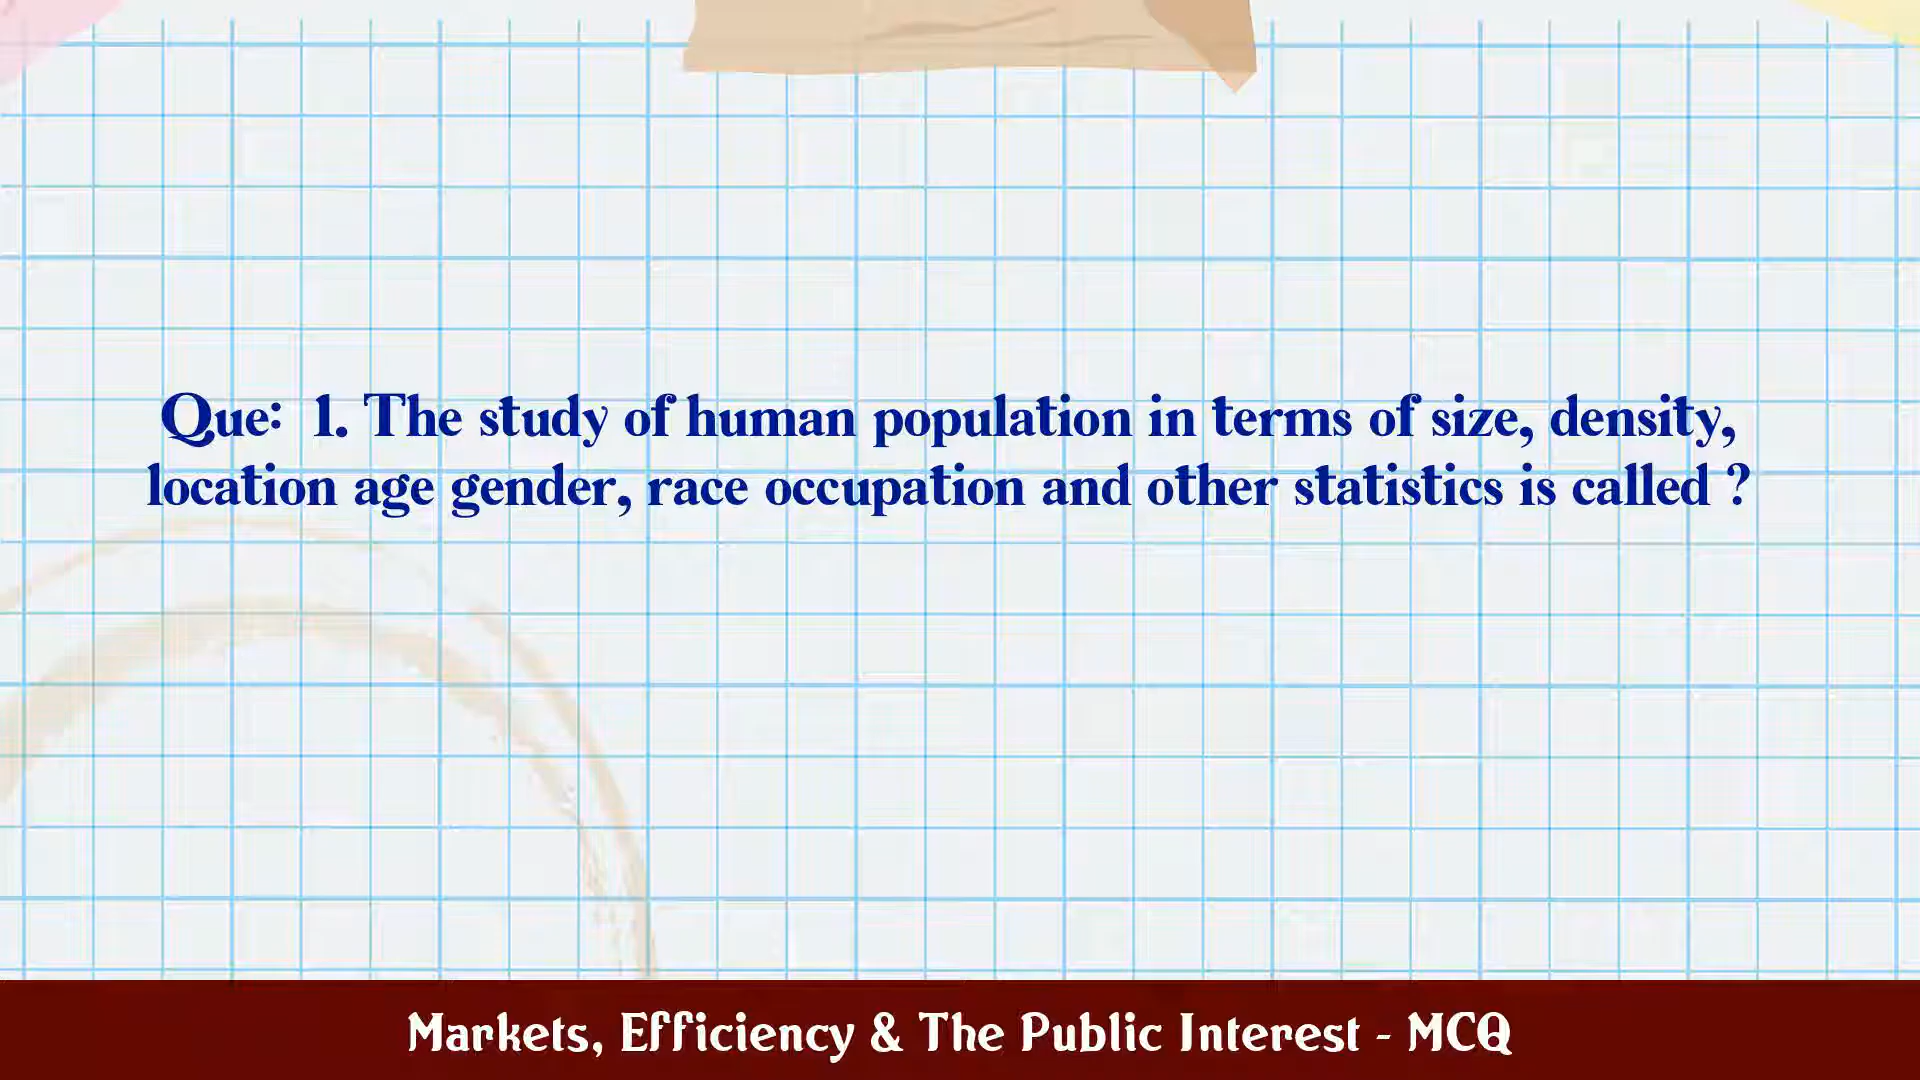 Que:  1. The study of human population in terms of size, density,
location age gender, race occupation and other statistics is called ?
Markets, Efficiency & The Public Interest - MCQ